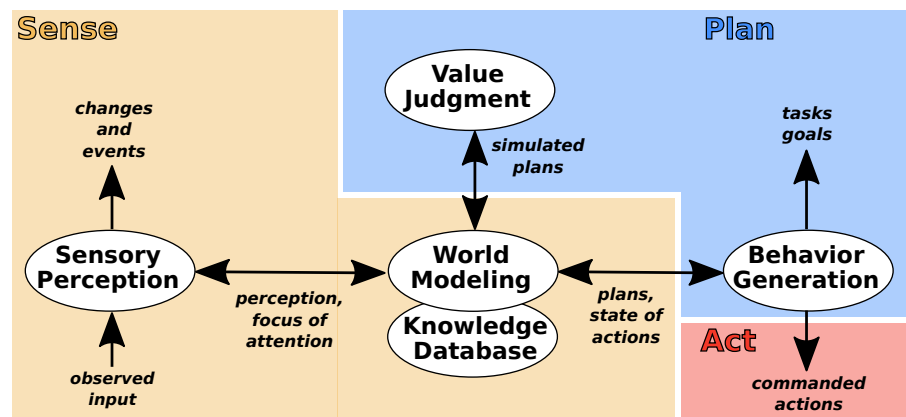 Sense
Plan
Value
Judgment
changes
and
events
tasks
goals
simulated
plans
Sensory
Perception
World
Modeling
Behavior
Generation
perception,
focus of
attention
plans,
state of
actions
Knowledge
Database
Act
observed
input
commanded
actions